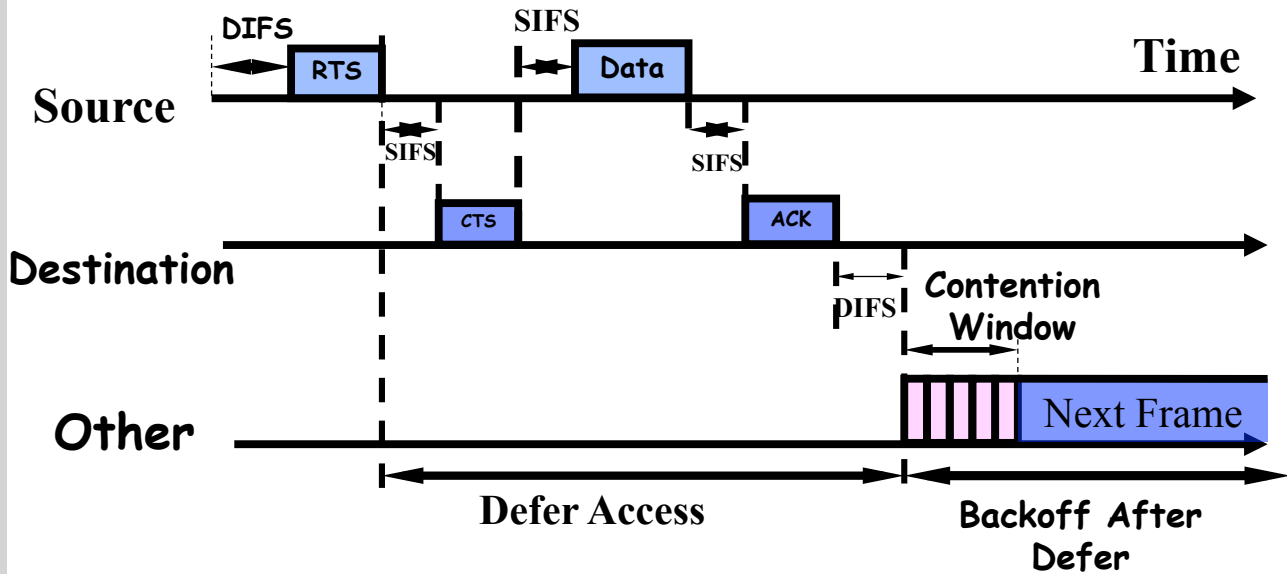 DIFS
SIFS
RTS
Data
Time
Source
SIFS
SIFS
CTS
ACK
Destination
DIFS
Contention
Window
Other
Next Frame
Defer Access
Backoff After
Defer